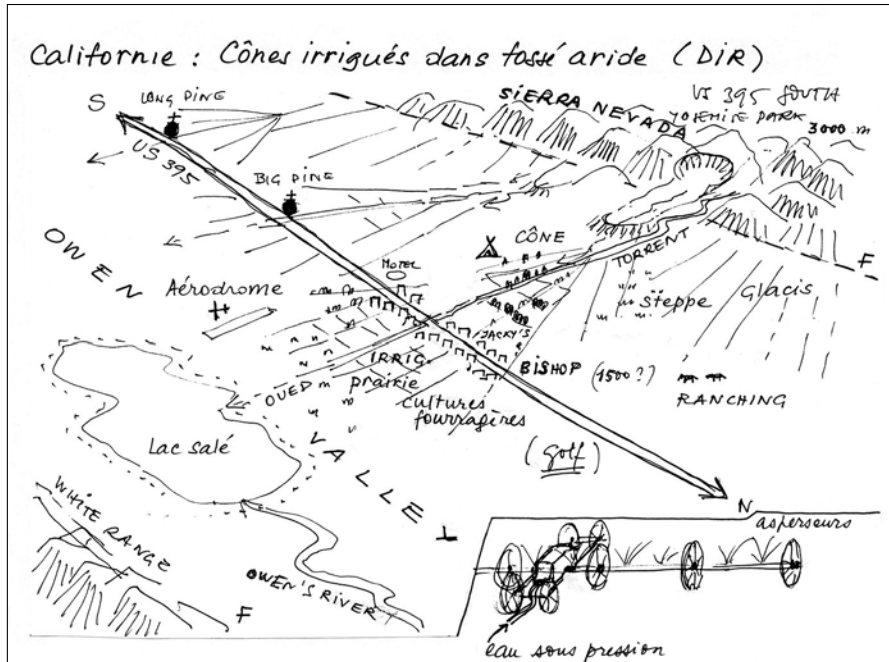 Californie : Cônes irrigués dans fossé aride (DIR)
S
LONG PINE
SIERRA NEVADA
US 395 SOUTH
YOSEMITE PARK
3000 m
US 395
BIG PINE
OWEN VALLEY
CÔNE
TORRENT
F
MOTEL
Aérodrome
Steppe
Glacis
JACKY'S
IRRIG.
BISHOP (1500?)
OUED
prairie
RANCHING
cultures
fourragères
Lac salé
(golf)
N
asperseurs
WHITE RANGE
OWEN'S RIVER
F
eau sous pression